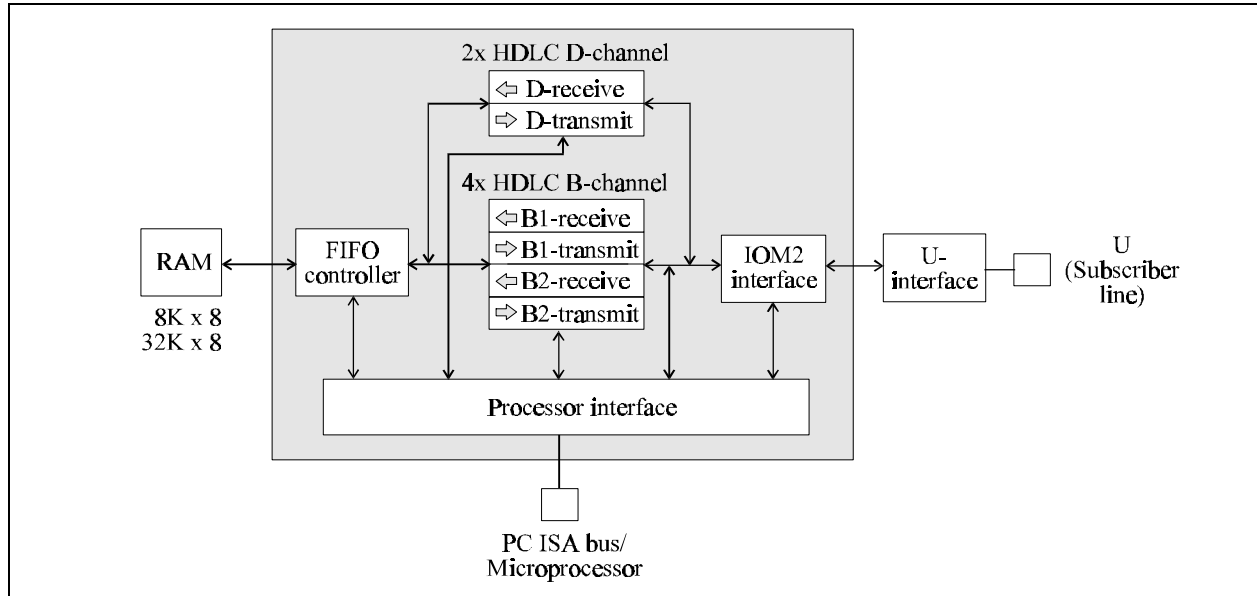 2x HDLC D-channel
D-receive
D-transmit
4x HDLC B-channel
B1-receive
B1-transmit
B2-receive
B2-transmit
RAM
8K x 8
32K x 8
FIFO
controller
IOM2
interface
U-
interface
U
(Subscriber
line)
Processor interface
PC ISA bus/
Microprocessor